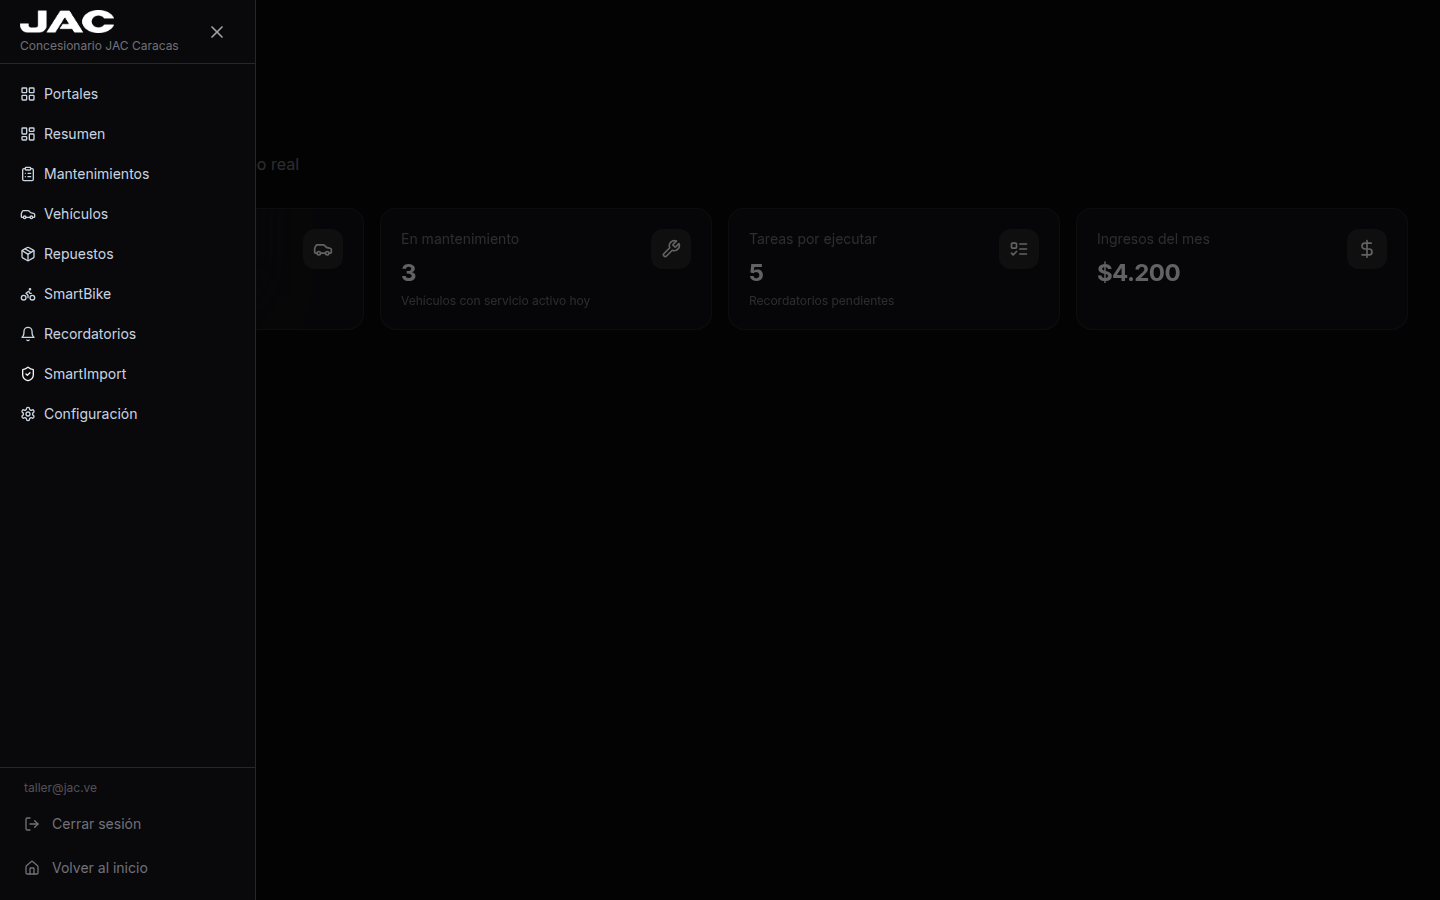 JAC
Concesionario JAC Caracas
Portales
Resumen
Mantenimientos
Vehículos
Repuestos
SmartBike
Recordatorios
SmartImport
Configuración
taller@jac.ve
Cerrar sesión
Volver al inicio
o real
En mantenimiento
3
Vehículos con servicio activo hoy
Tareas por ejecutar
5
Recordatorios pendientes
Ingresos del mes
$4.200